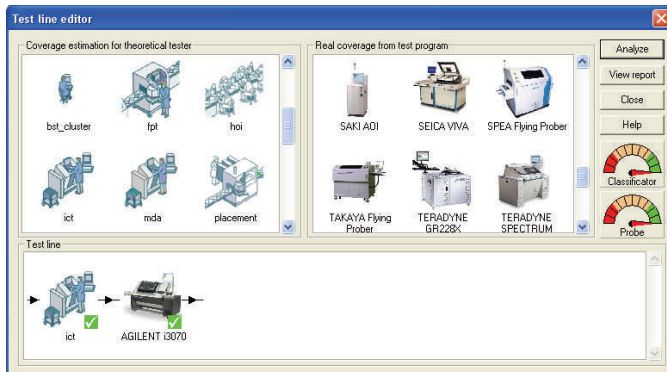 Test line editor
Coverage estimation for theoretical tester
bst_cluster
fpt
hoi
ict
mda
placement
Real coverage from test program
SAKI AOI
SEICA VIVA
SPEA Flying Prober
TAKAYA Flying
Prober
TERADYNE
GR228X
TERADYNE
SPECTRUM
Analyze
View report
Close
Help
Classificator
Probe
Test line
ict
AGILENT i3070